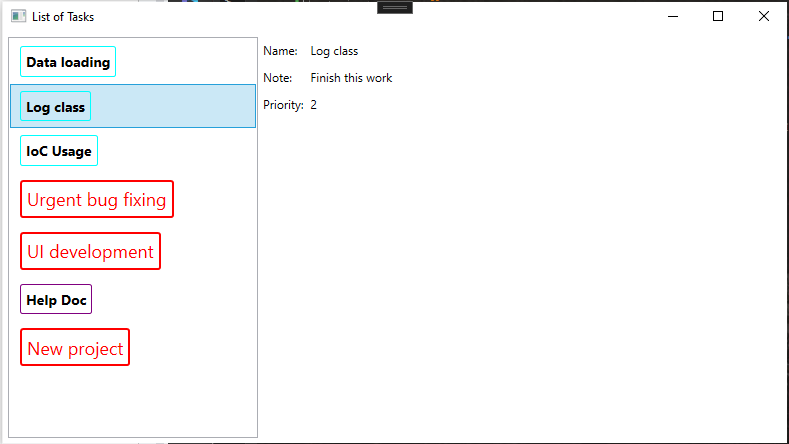 List of Tasks
Data loading
Log class
IoC Usage
Urgent bug fixing
UI development
Help Doc
New project
Name: Log class
Note: Finish this work
Priority: 2